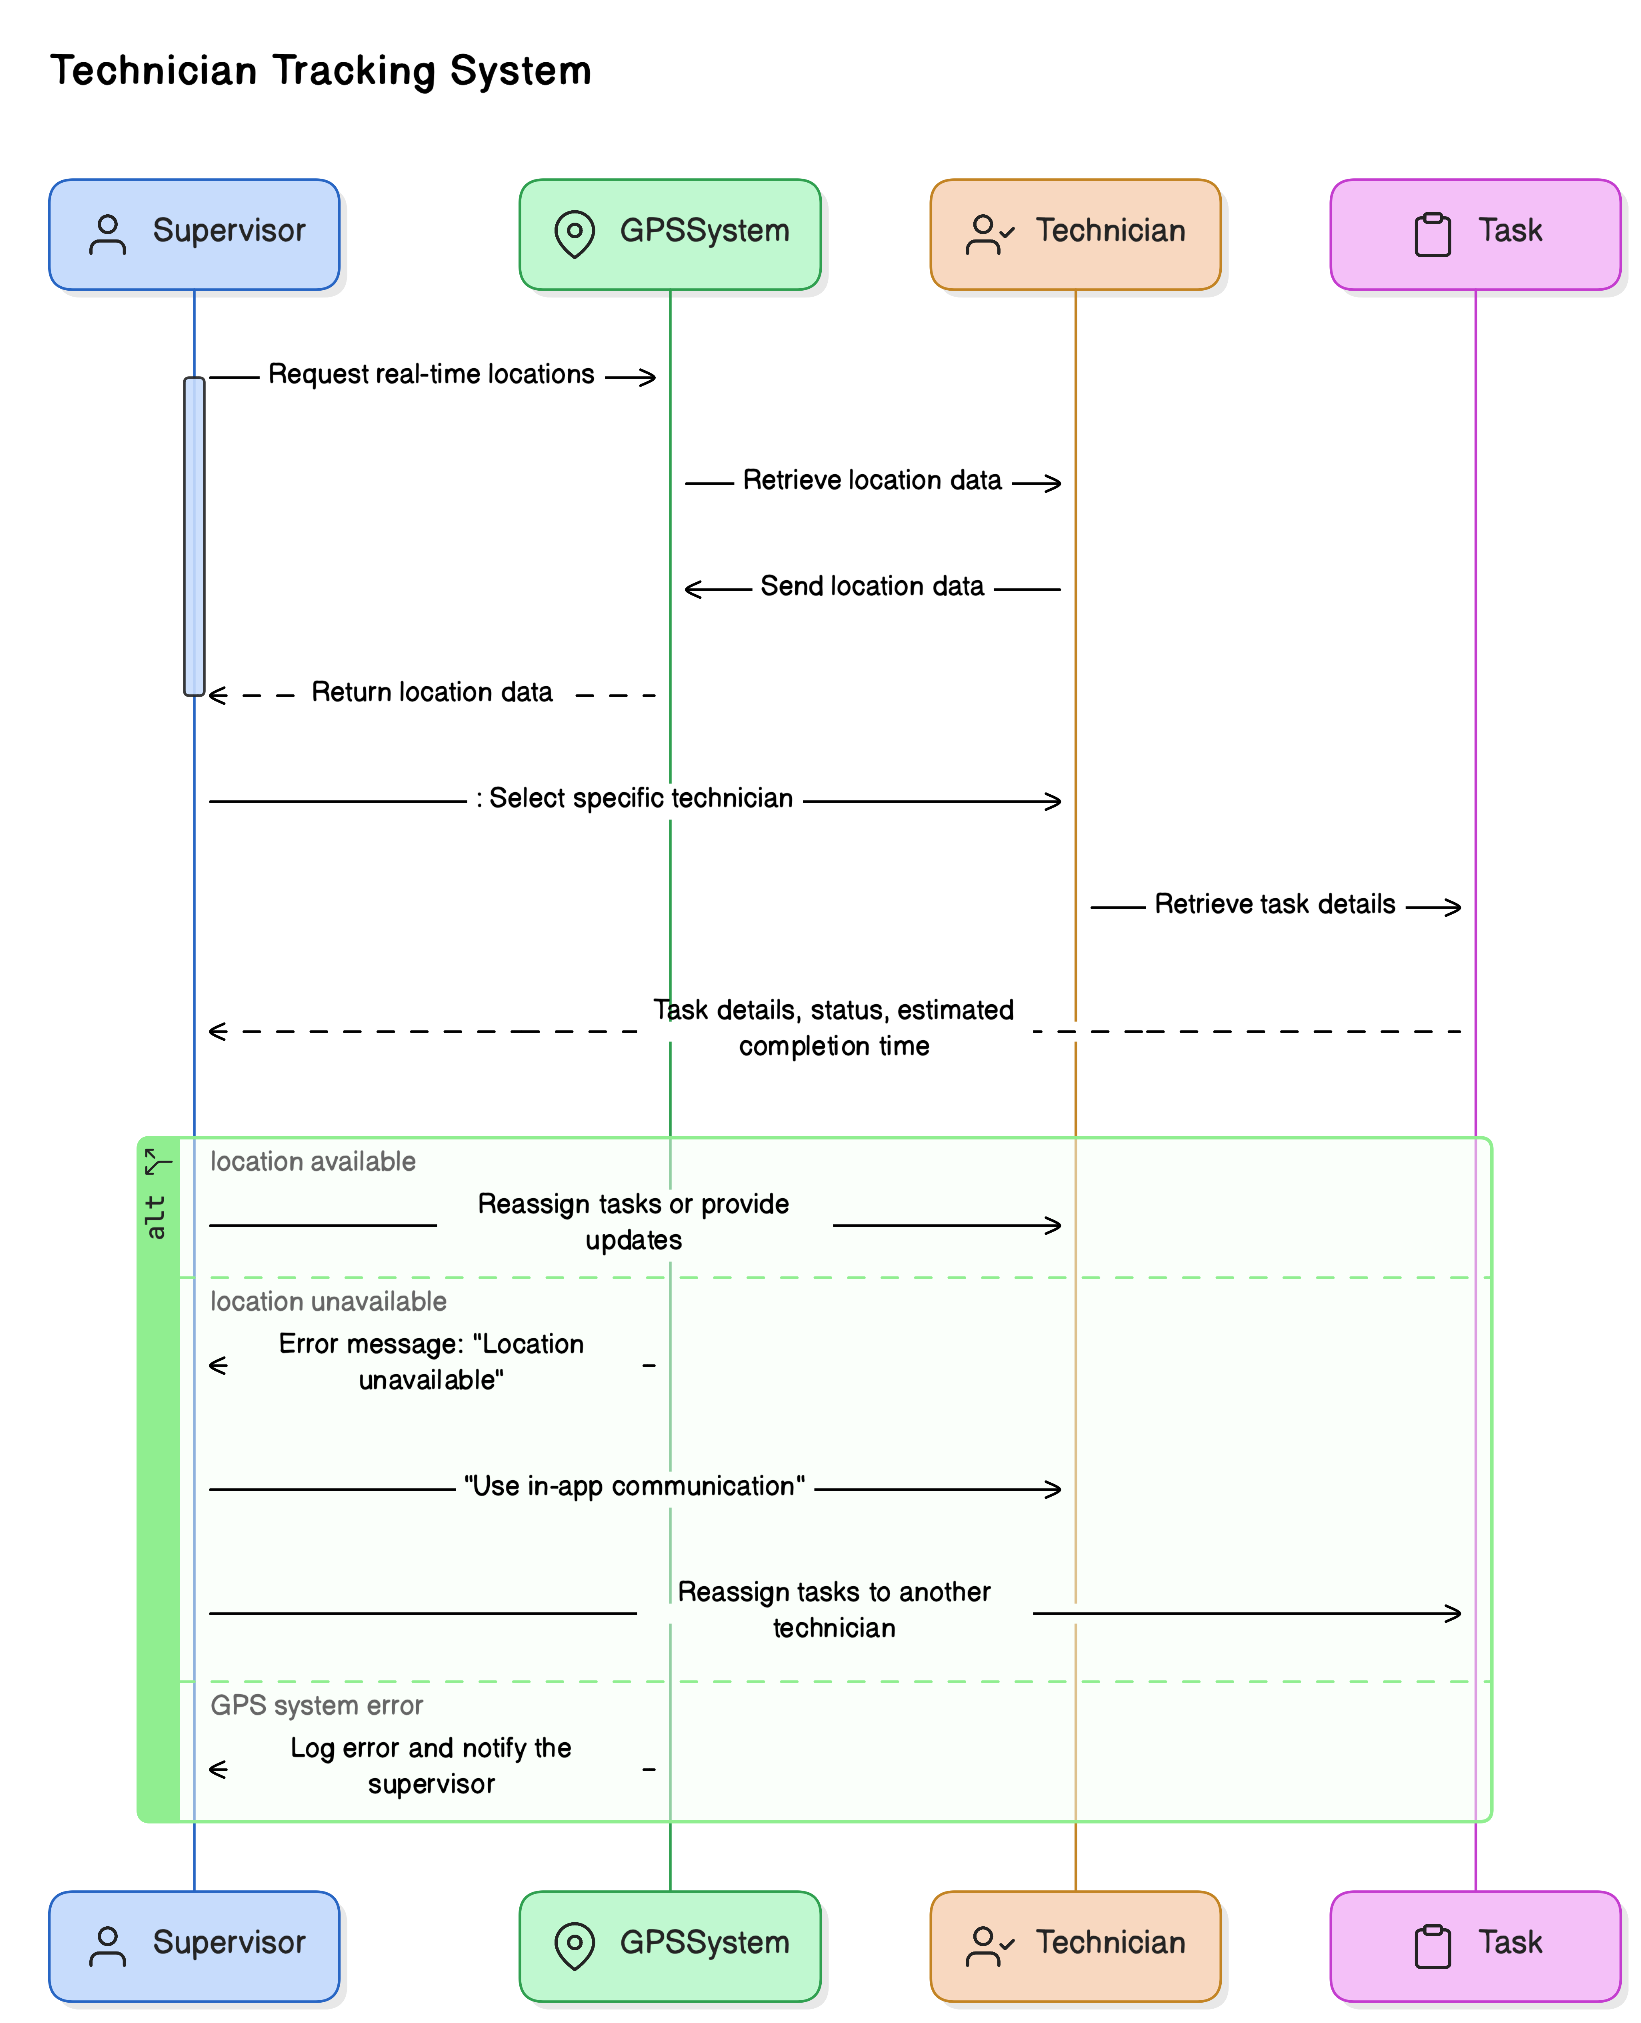 Technician Tracking System
Supervisor
GPSSystem
Technician
Task
Request real-time locations
Retrieve location data
Send location data
Return location data
: Select specific technician
Retrieve task details
Task details, status, estimated
completion time
alt
location available
Reassign tasks or provide
updates
location unavailable
Error message: "Location
unavailable"
"Use in-app communication"
Reassign tasks to another
technician
GPS system error
Log error and notify the
supervisor
Supervisor
GPSSystem
Technician
Task